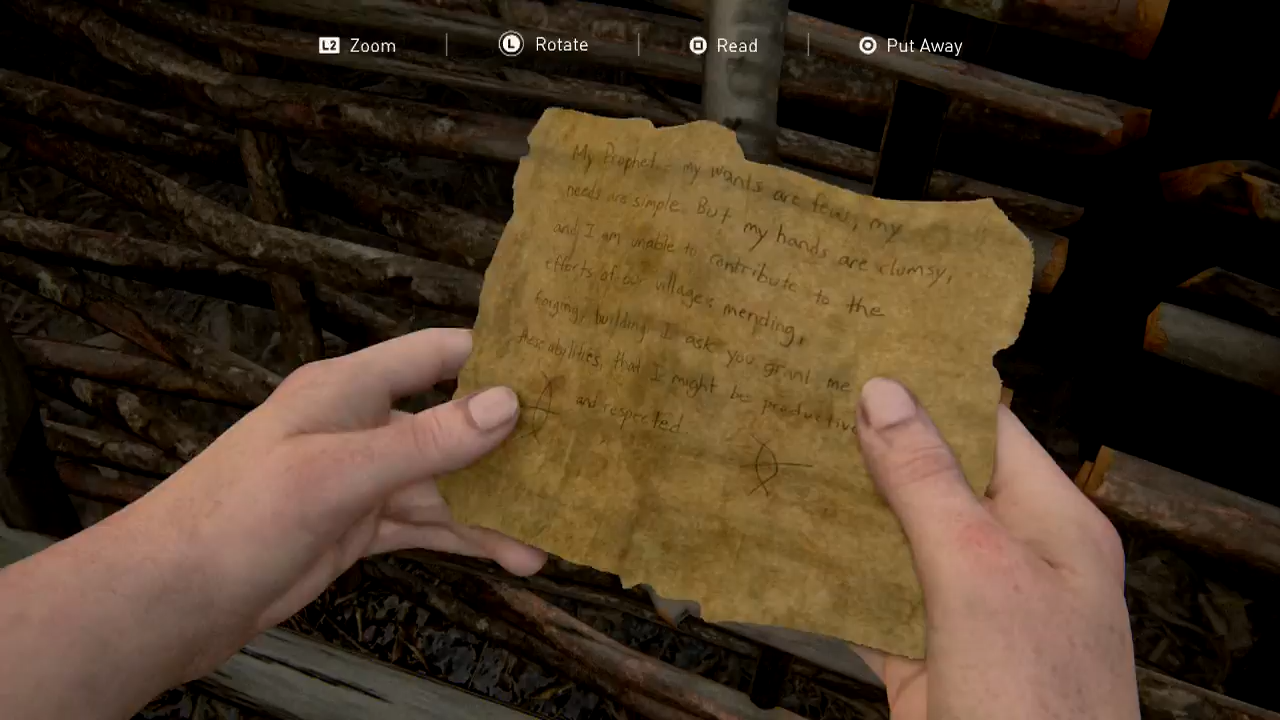 L2 Zoom
L Rotate
Read
Put Away
My Prophet - my wants are few, my
needs are simple. But my hands are clumsy,
and I am unable to contribute to the
efforts of our village; mending,
forging, building. I ask you grant me
these abilities, that I might be productive
and respected.